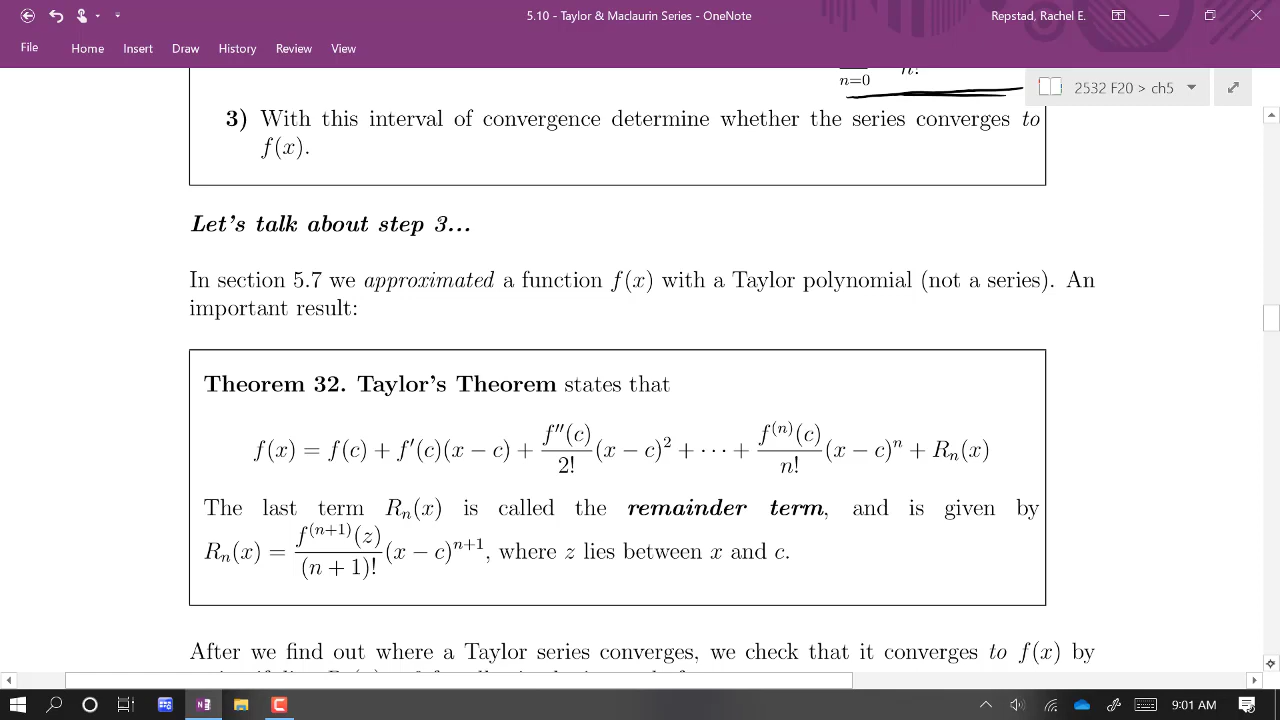 5.10 - Taylor & Maclaurin Series - OneNote
Repstad, Rachel E.
File Home Insert Draw History Review View
n=0 n!
2532 F20 > ch5
3) With this interval of convergence determine whether the series converges to
f(x).
Let's talk about step 3...
In section 5.7 we approximated a function f(x) with a Taylor polynomial (not a series). An
important result:
Theorem 32. Taylor's Theorem states that
f(x) = f(c) + f′(c)(x − c) + f″(c)/2! (x − c)² + · · · + f⁽ⁿ⁾(c)/n! (x − c)ⁿ + Rₙ(x)
The last term Rₙ(x) is called the remainder term, and is given by
Rₙ(x) = f⁽ⁿ⁺¹⁾(z)/(n + 1)! (x − c)ⁿ⁺¹, where z lies between x and c.
After we find out where a Taylor series converges, we check that it converges to f(x) by
9:01 AM